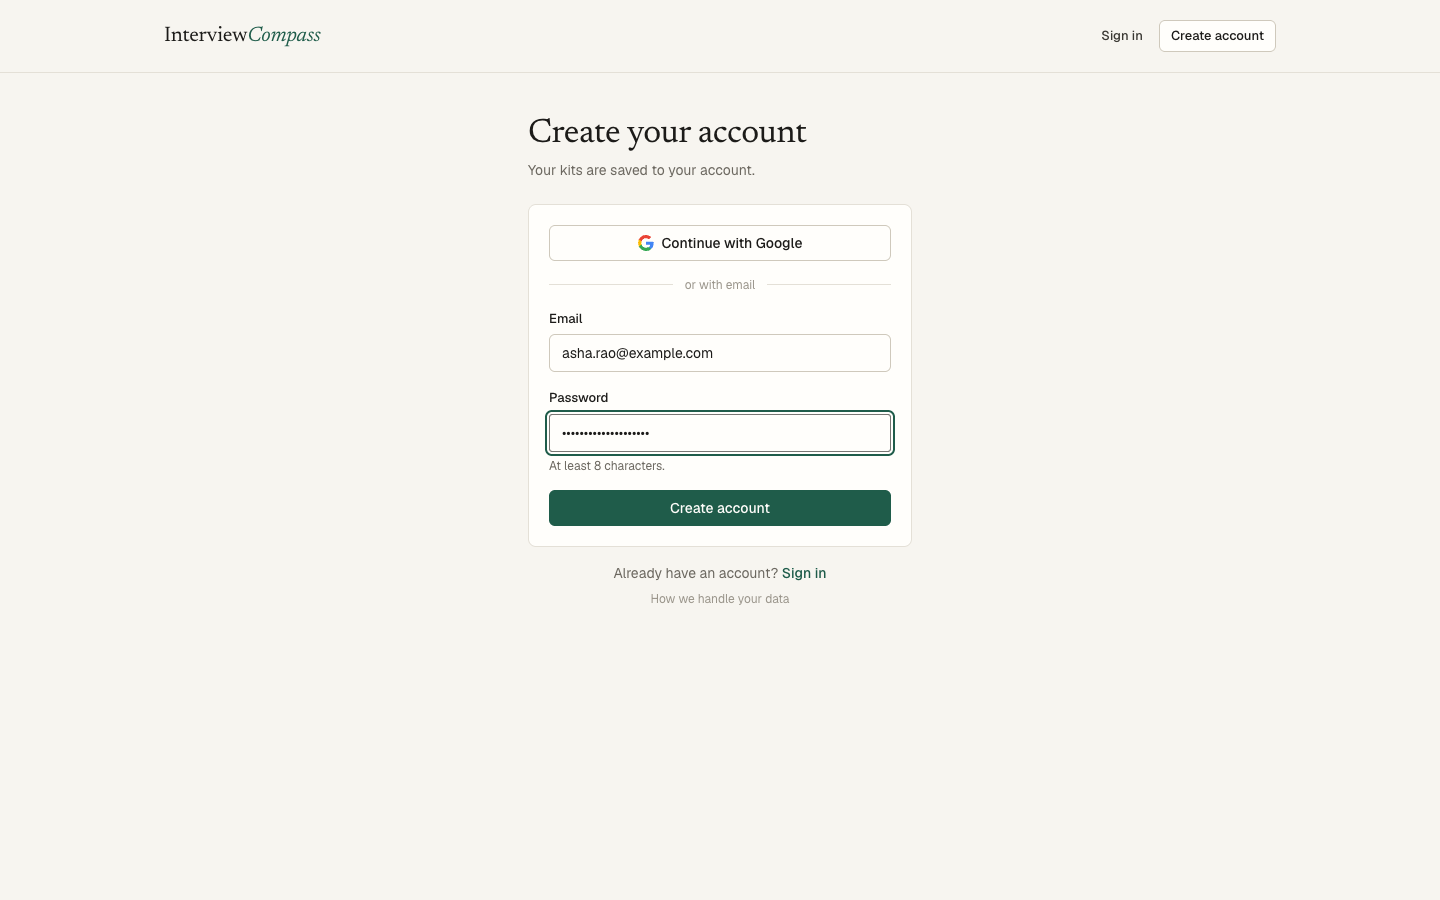 InterviewCompass
Sign in
Create account
Create your account
Your kits are saved to your account.
Continue with Google
or with email
Email
asha.rao@example.com
Password
••••••••••••••••••••
At least 8 characters.
Create account
Already have an account? Sign in
How we handle your data